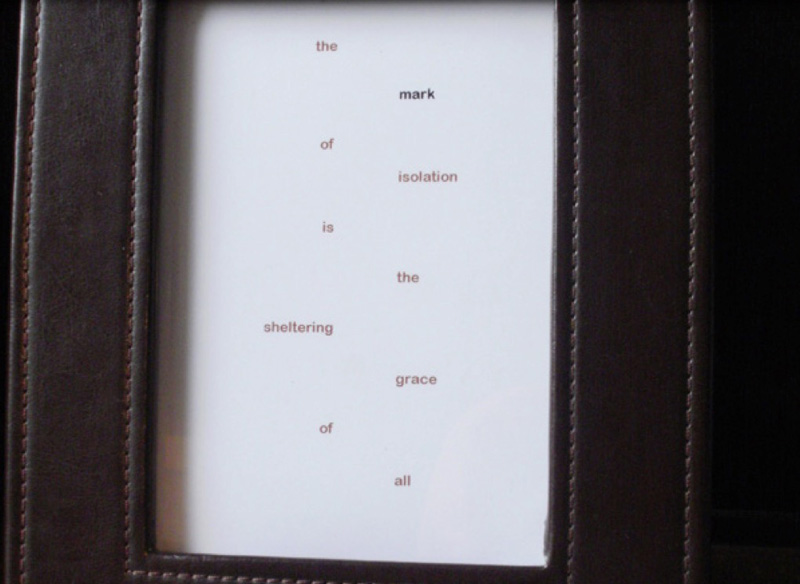 the
mark
of
isolation
is
the
sheltering
grace
of
all